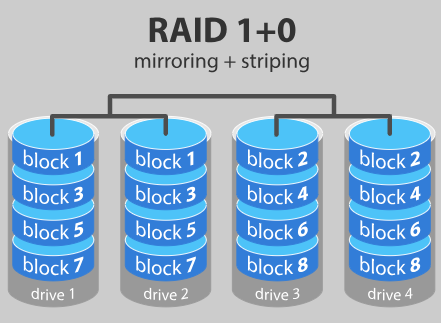 RAID 1+0
mirroring + striping
block 1
block 1
block 2
block 2
block 3
block 3
block 4
block 4
block 5
block 5
block 6
block 6
block 7
block 7
block 8
block 8
drive 1
drive 2
drive 3
drive 4